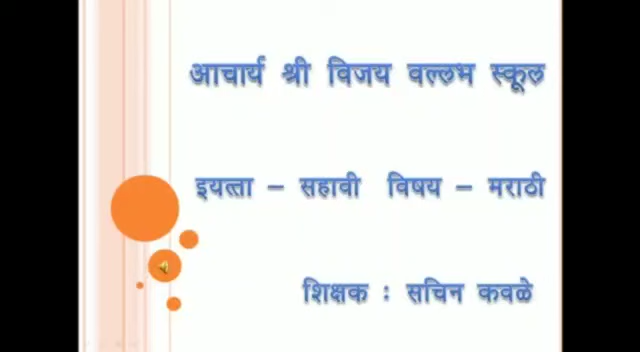 आचार्य श्री विजय वल्लभ स्कूल
इयत्ता – सहावी विषय – मराठी
शिक्षक : सचिन कवळे